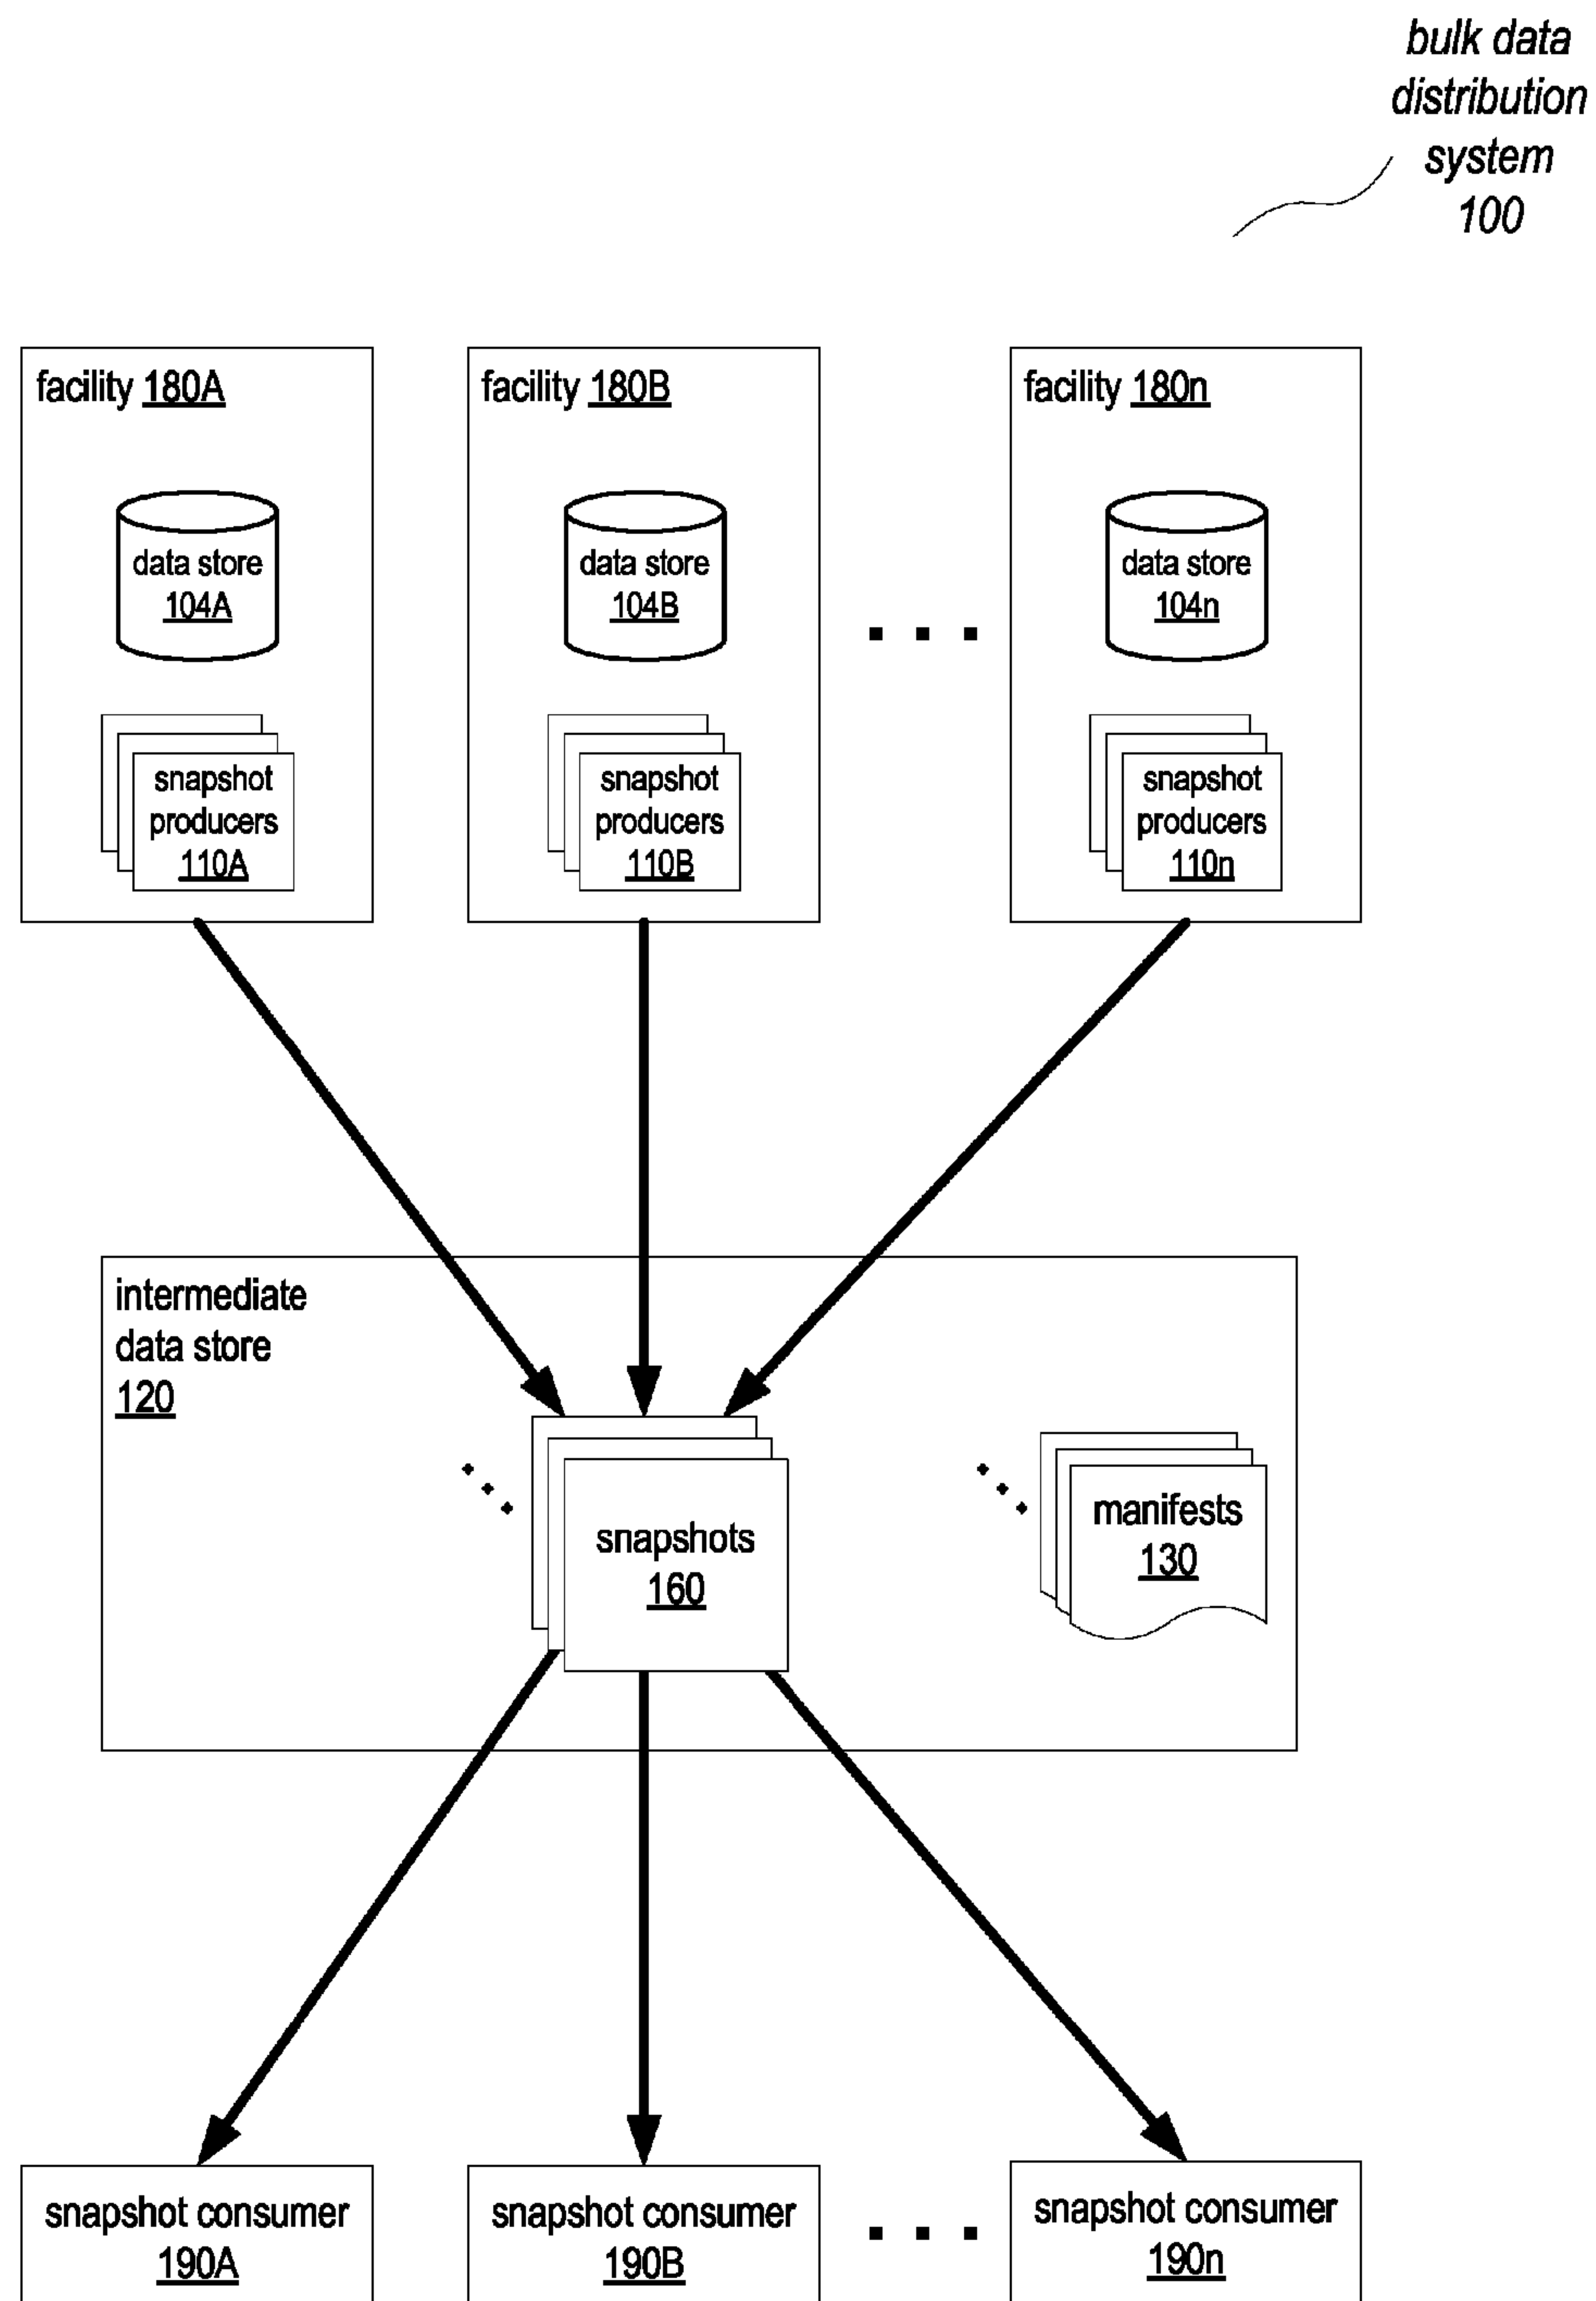 bulk data
distribution
system
100
facility 180A
data store
104A
snapshot
producers
110A
facility 180B
data store
104B
snapshot
producers
110B
facility 180n
data store
104n
snapshot
producers
110n
intermediate
data store
120
snapshots
160
manifests
130
snapshot consumer
190A
snapshot consumer
190B
snapshot consumer
190n